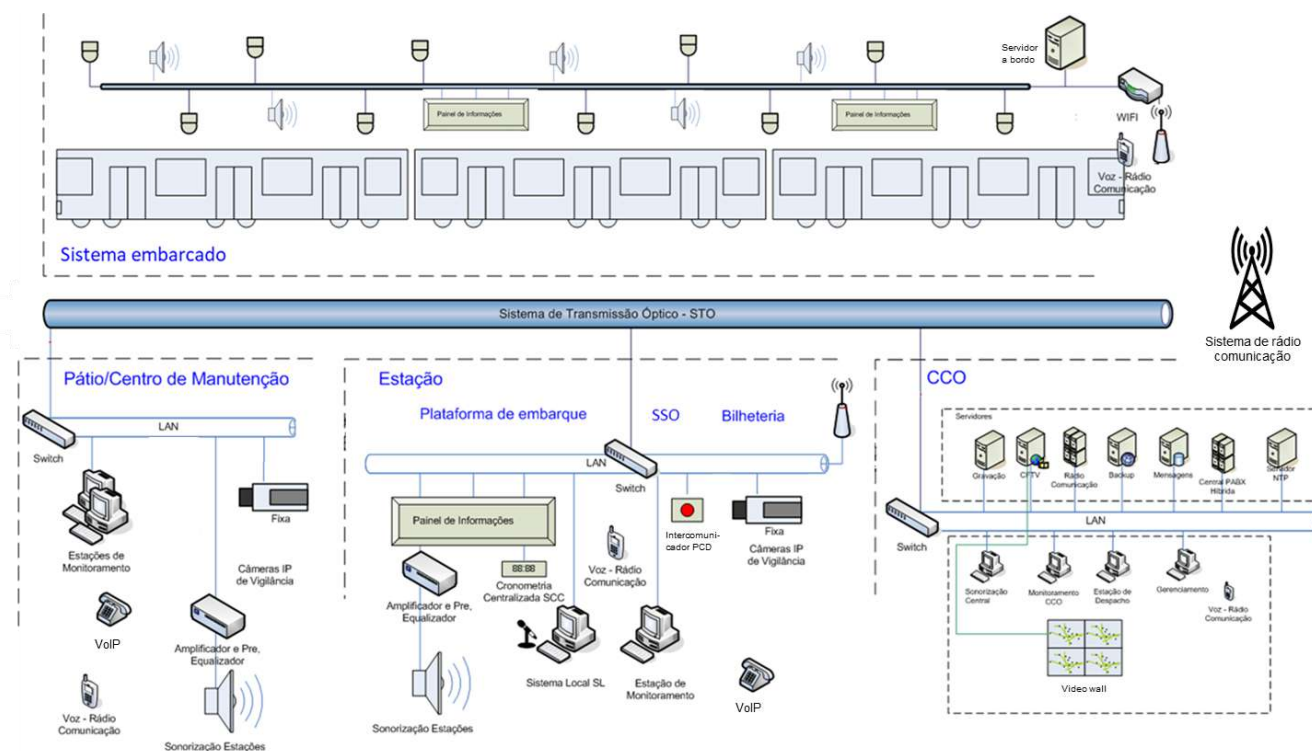 Servidor
a bordo
Painel de Informações
Painel de Informações
WIFI
Voz - Rádio
Comunicação
Sistema embarcado
Sistema de Transmissão Óptico - STO
Sistema de rádio
comunicação
Pátio/Centro de Manutenção
LAN
Switch
Estações de
Monitoramento
Fixa
Câmeras IP
de Vigilância
VoIP
Amplificador e Pre,
Equalizador
Voz - Rádio
Comunicação
Sonorização Estações
Estação
Plataforma de embarque
SSO
Bilheteria
LAN
Switch
Painel de Informações
Intercomuni-
cador PCD
Fixa
Câmeras IP
de Vigilância
88:88
Cronometria
Centralizada SCC
Voz - Rádio
Comunicação
Amplificador e Pre,
Equalizador
Sistema Local SL
Estação de
Monitoramento
VoIP
Sonorização Estações
CCO
Servidores
Gravação
CFTV
Rádio
Comunicação
Backup
Mensagens
Central PABX
Híbrida
Servidor
NTP
LAN
Switch
Sonorização
Central
Monitoramento
CCO
Estação de
Despacho
Gerenciamento
Voz - Rádio
Comunicação
Video wall